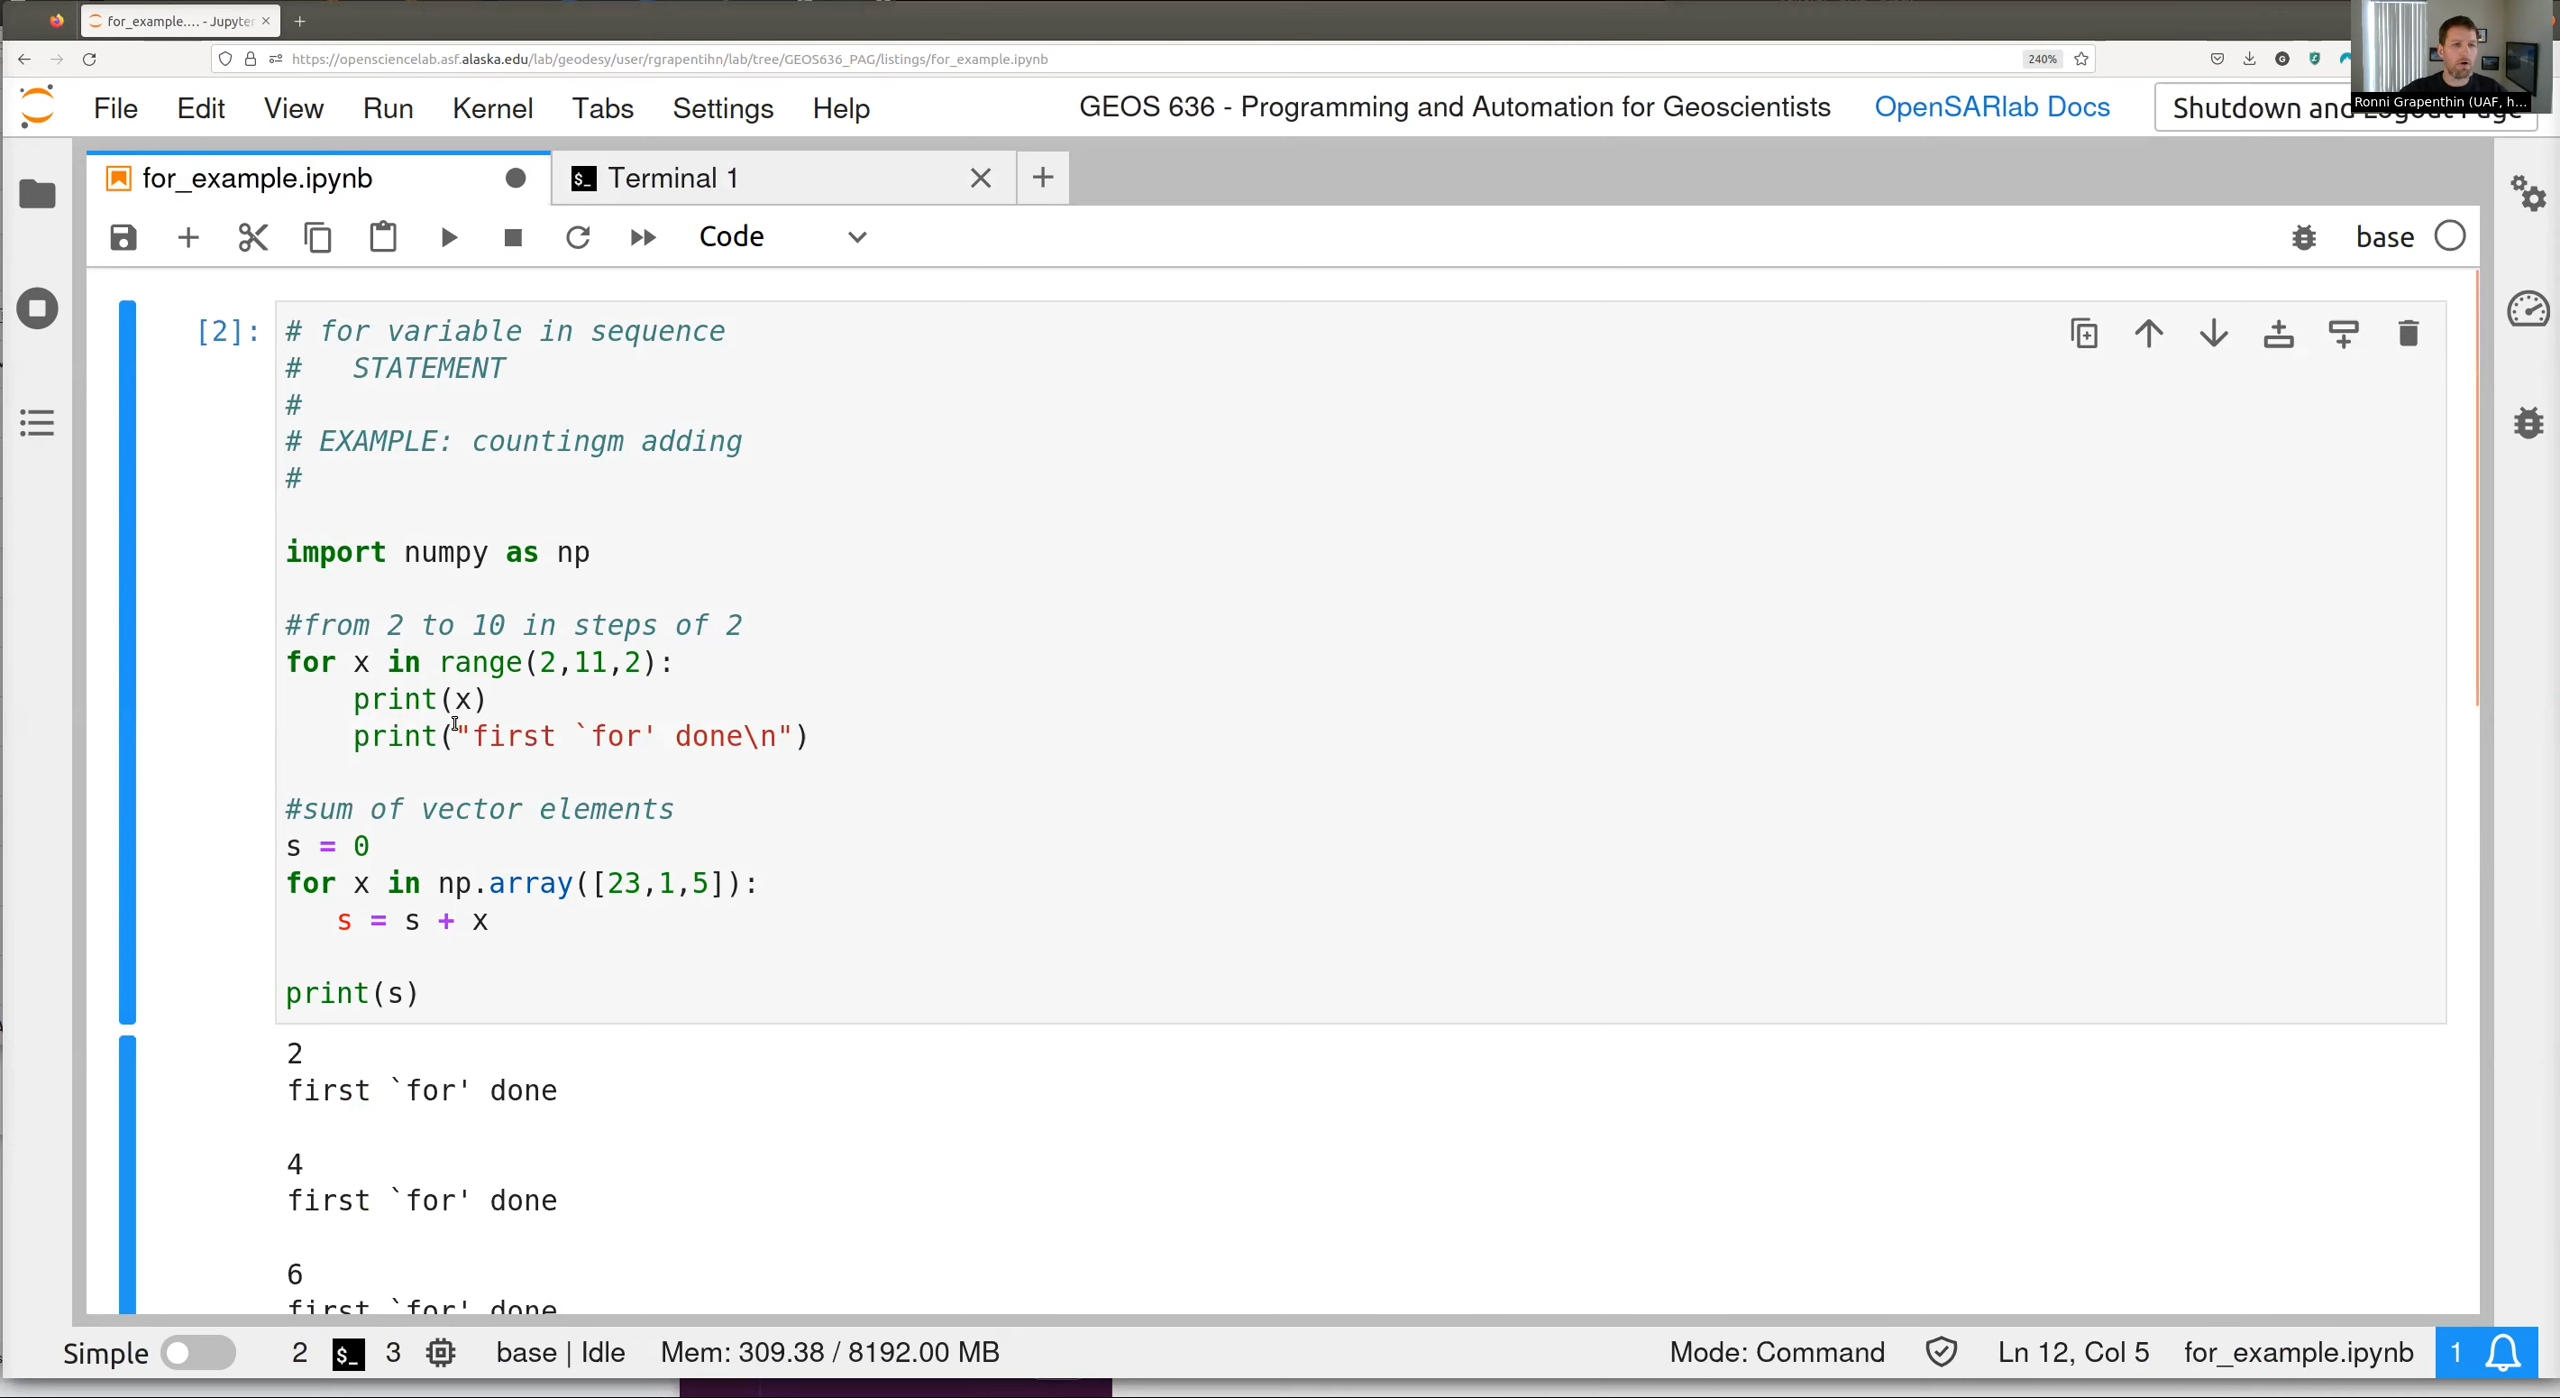 for_example.... - Jupyter
https://opensciencelab.asf.alaska.edu/lab/geodesy/user/rgrapentihn/lab/tree/GEOS636_PAG/listings/for_example.ipynb
240%
File Edit View Run Kernel Tabs Settings Help
GEOS 636 - Programming and Automation for Geoscientists
OpenSARlab Docs
Shutdown and Logout Page
Ronni Grapenthin (UAF, h...
for_example.ipynb
Terminal 1
Code
base
[2]:
# for variable in sequence
#   STATEMENT
#
# EXAMPLE: countingm adding
#
import numpy as np
#from 2 to 10 in steps of 2
for x in range(2,11,2):
    print(x)
    print("first `for' done\n")
#sum of vector elements
s = 0
for x in np.array([23,1,5]):
   s = s + x
print(s)
2
first `for' done
4
first `for' done
6
first `for' done
Simple
2
$_
3
base | Idle
Mem: 309.38 / 8192.00 MB
Mode: Command
Ln 12, Col 5
for_example.ipynb
1